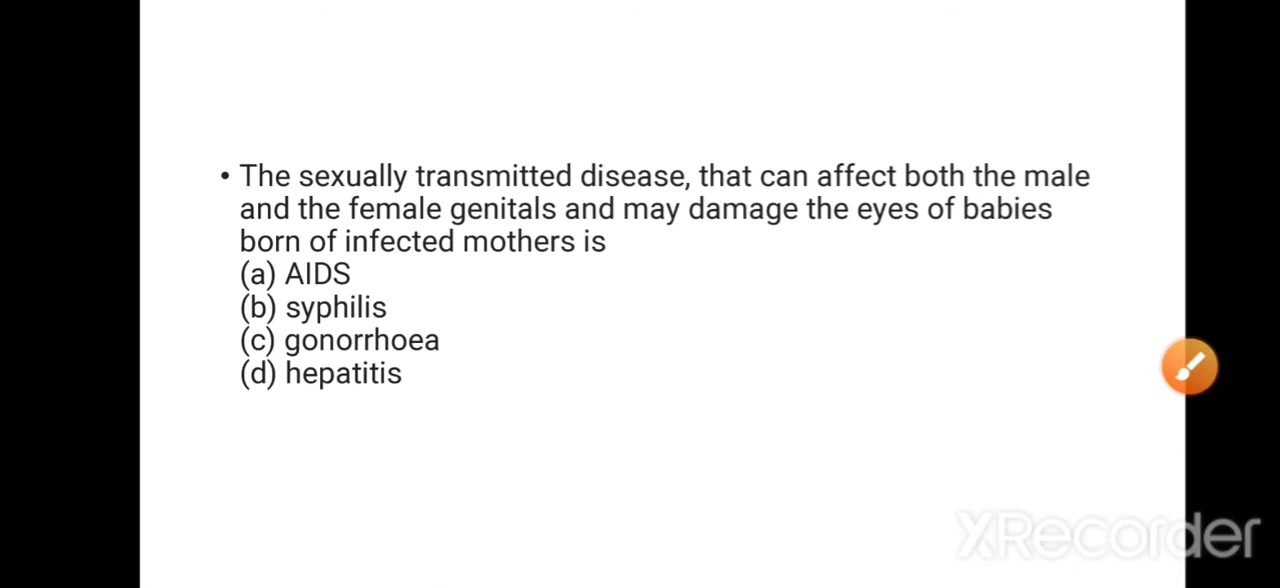 • The sexually transmitted disease, that can affect both the male
and the female genitals and may damage the eyes of babies
born of infected mothers is
(a) AIDS
(b) syphilis
(c) gonorrhoea
(d) hepatitis
XRecorder